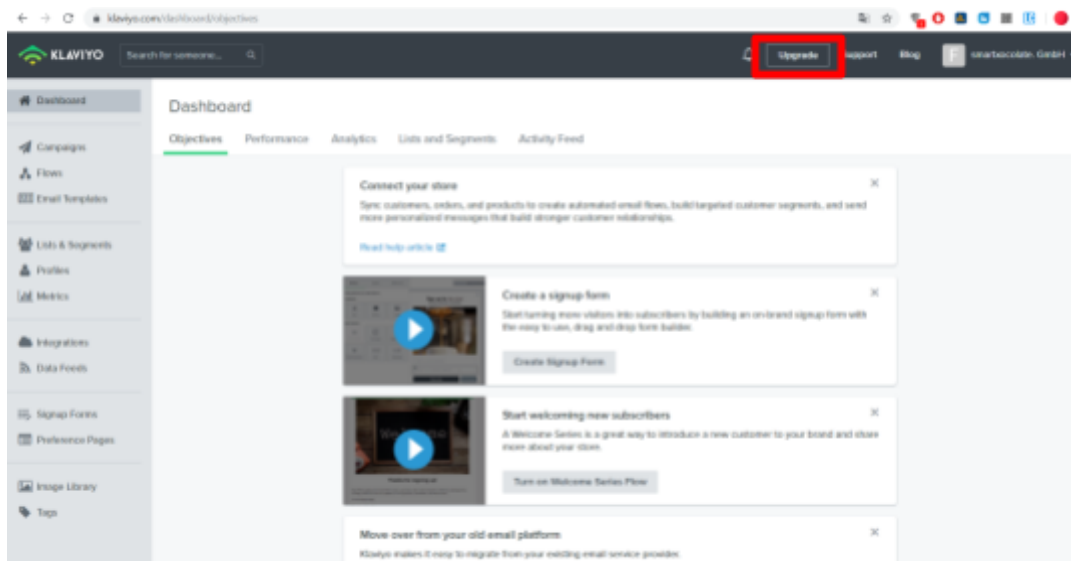 klaviyo.com/dashboard/objectives
KLAVIYO
Search for someone...
Upgrade
Support
Blog
F
Dashboard
Campaigns
Flows
Email Templates
Lists & Segments
Profiles
Metrics
Integrations
Data Feeds
Signup Forms
Preference Pages
Image Library
Tags
Dashboard
Objectives Performance Analytics Lists and Segments Activity Feed
Connect your store
Sync customers, orders, and products to create automated email flows, build targeted customer segments, and send
more personalized messages that build stronger customer relationships.
Read help article
Create a signup form
Start turning more visitors into subscribers by building an on-brand signup form with
the easy to use, drag and drop form builder.
Create Signup Form
Welcome
Start welcoming new subscribers
A Welcome Series is a great way to introduce a new customer to your brand and share
more about your store.
Turn on Welcome Series Flow
Move over from your old email platform
Klaviyo makes it easy to migrate from your existing email service provider.